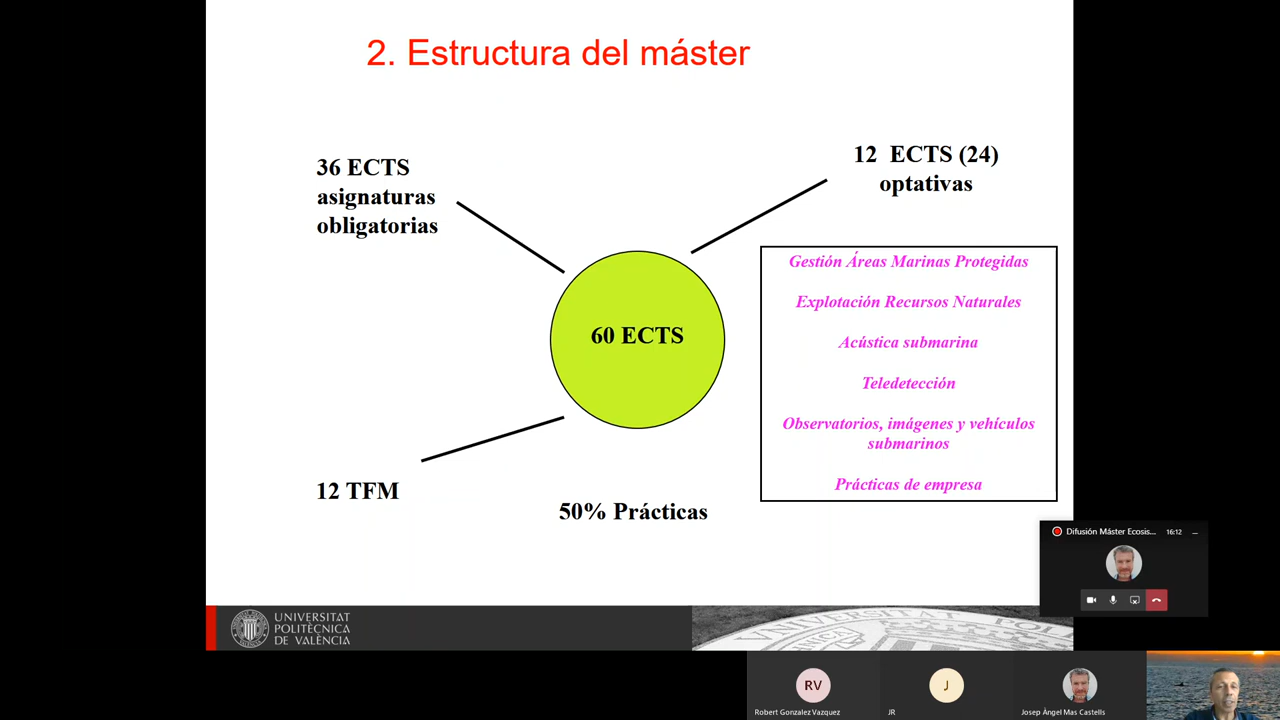 2. Estructura del máster
36 ECTS
asignaturas
obligatorias
12 ECTS (24)
optativas
60 ECTS
Gestión Áreas Marinas Protegidas
Explotación Recursos Naturales
Acústica submarina
Teledetección
Observatorios, imágenes y vehículos
submarinos
Prácticas de empresa
12 TFM
50% Prácticas
Difusión Máster Ecosis... 16:12
UNIVERSITAT
POLITÈCNICA
DE VALÈNCIA
RV
Robert Gonzalez Vazquez
J
JR
Josep Àngel Mas Castells